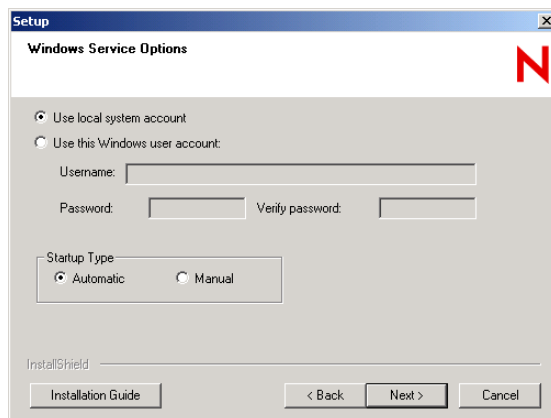 Setup
Windows Service Options
N
Use local system account
Use this Windows user account:
Username:
Password: Verify password:
Startup Type
Automatic Manual
InstallShield
Installation Guide < Back Next > Cancel